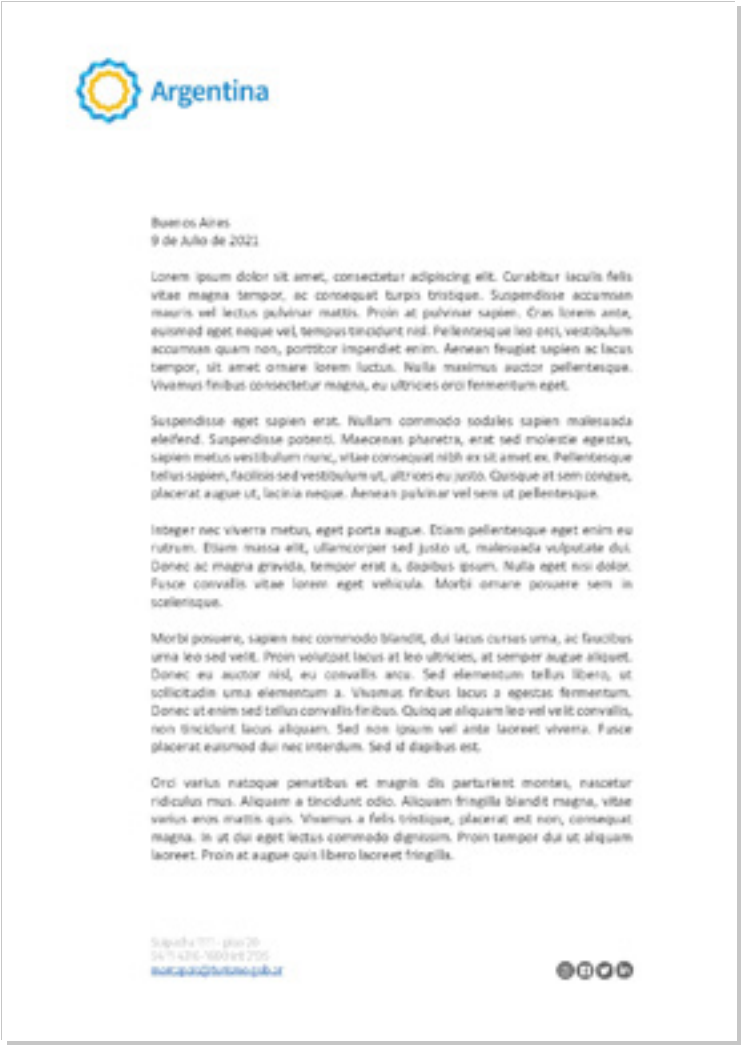 Argentina
Buenos Aires
9 de Julio de 2021
Lorem ipsum dolor sit amet, consectetur adipiscing elit. Curabitur iaculis felis
vitae magna tempor, ac consequat turpis tristique. Suspendisse accumsan
mauris vel lectus pulvinar mattis. Proin at pulvinar sapien. Cras lorem ante,
euismod eget neque vel, tempus tincidunt nisl. Pellentesque leo orci, vestibulum
accumsan quam non, porttitor imperdiet enim. Aenean feugiat sapien ac lacus
tempor, sit amet ornare lorem luctus. Nulla maximus auctor pellentesque.
Vivamus finibus consectetur magna, eu ultricies orci fermentum eget.
Suspendisse eget sapien erat. Nullam commodo sodales sapien malesuada
eleifend. Suspendisse potenti. Maecenas pharetra, erat sed molestie egestas,
sapien metus vestibulum nunc, vitae consequat nibh ex sit amet ex. Pellentesque
tellus sapien, facilisis sed vestibulum ut, ultrices eu justo. Quisque at sem congue,
placerat augue ut, lacinia neque. Aenean pulvinar vel sem ut pellentesque.
Integer nec viverra metus, eget porta augue. Etiam pellentesque eget enim eu
rutrum. Etiam massa elit, ullamcorper sed justo ut, malesuada vulputate dui.
Donec ac magna gravida, tempor erat a, dapibus ipsum. Nulla eget nisi dolor.
Fusce convallis vitae lorem eget vehicula. Morbi ornare posuere sem in
scelerisque.
Morbi posuere, sapien nec commodo blandit, dui lacus cursus urna, ac faucibus
urna leo sed velit. Proin volutpat lacus at leo ultricies, at semper augue aliquet.
Donec eu auctor nisl, eu convallis arcu. Sed elementum tellus libero, ut
sollicitudin urna elementum a. Vivamus finibus lacus a egestas fermentum.
Donec ut enim sed tellus convallis finibus. Quisque aliquam leo vel velit convallis,
non tincidunt lacus aliquam. Sed non ipsum vel ante laoreet viverra. Fusce
placerat euismod dui nec interdum. Sed id dapibus est.
Orci varius natoque penatibus et magnis dis parturient montes, nascetur
ridiculus mus. Aliquam a tincidunt odio. Aliquam fringilla blandit magna, vitae
varius eros mattis quis. Vivamus a felis tristique, placerat est non, consequat
magna. In ut dui eget lectus commodo dignissim. Proin tempor dui ut aliquam
laoreet. Proin at augue quis libero laoreet fringilla.
Suipacha 1111 - piso 20
marcapais@turismo.gob.ar